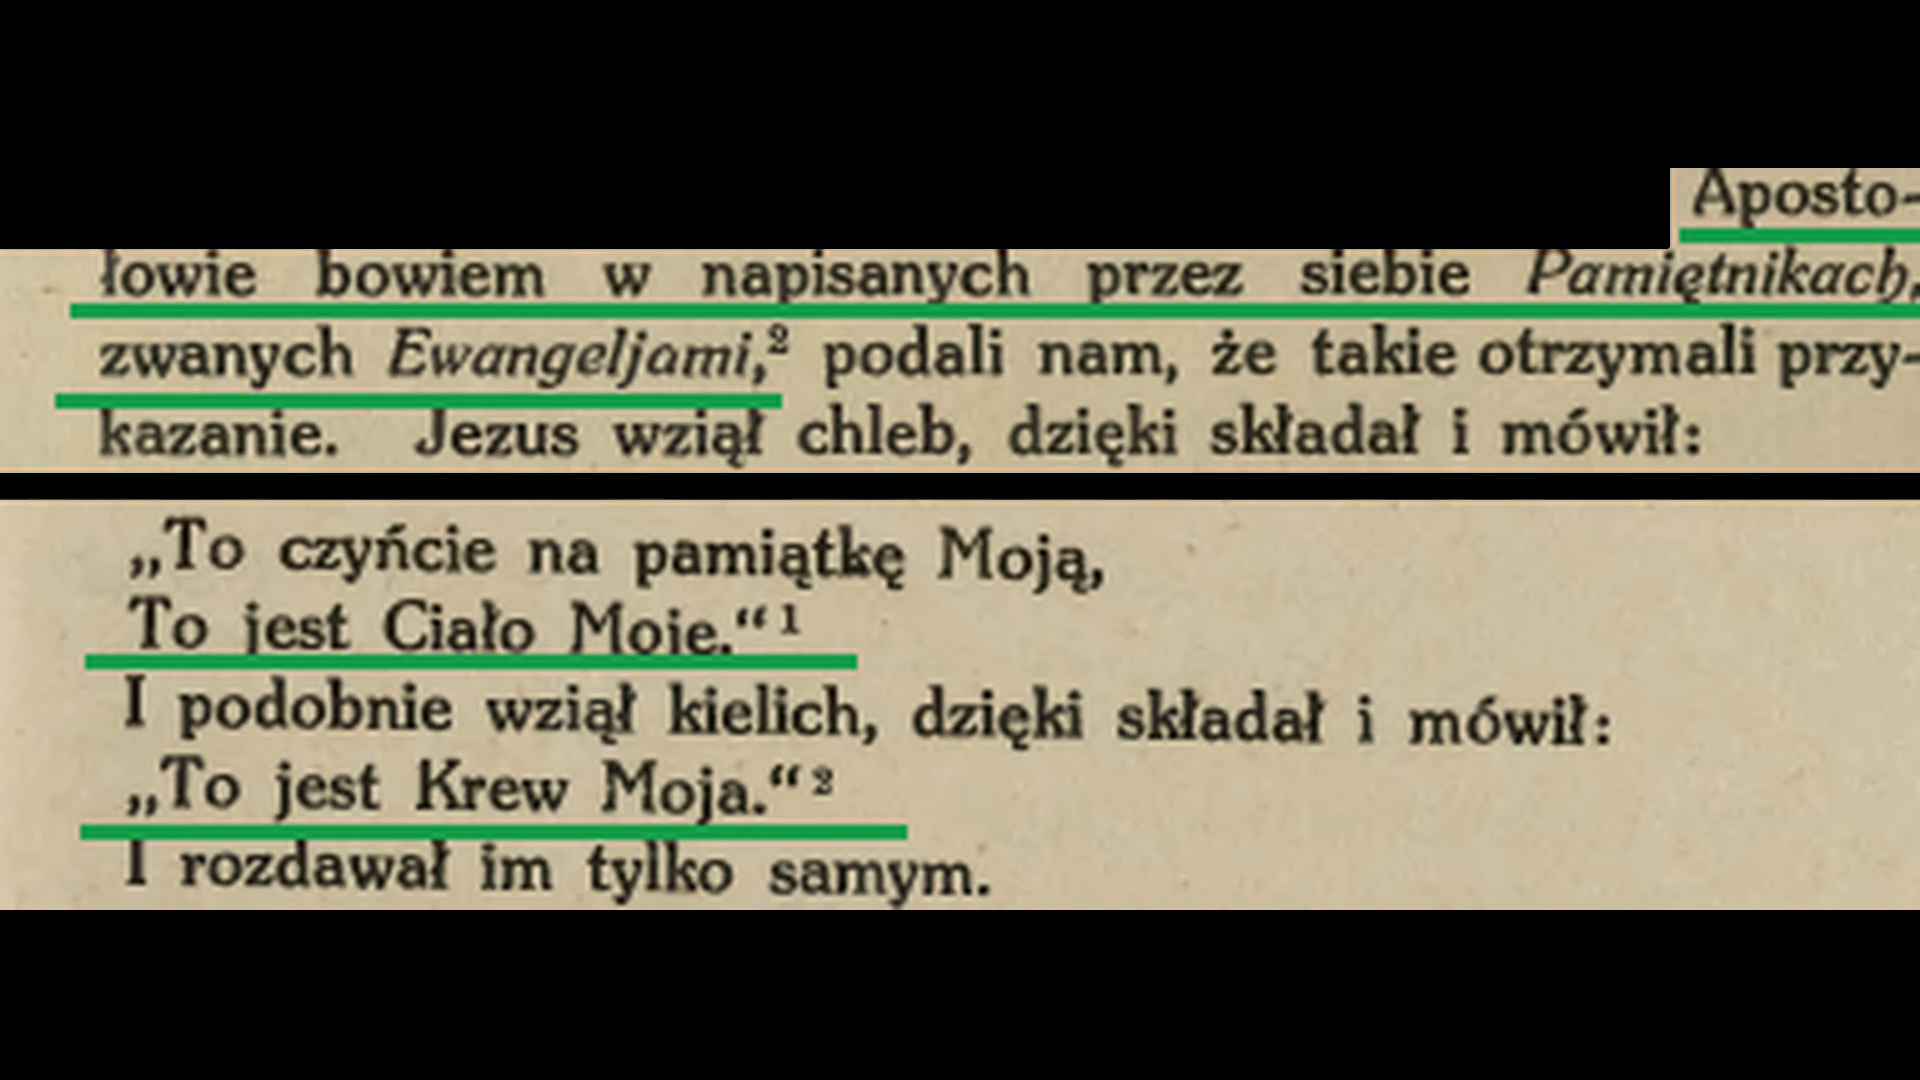 Aposto-
łowie bowiem w napisanych przez siebie Pamiętnikach,
zwanych Ewangeljami,² podali nam, że takie otrzymali przy-
kazanie. Jezus wziął chleb, dzięki składał i mówił:
„To czyńcie na pamiątkę Moją,
To jest Ciało Moje.“¹
I podobnie wziął kielich, dzięki składał i mówił:
„To jest Krew Moja.“²
I rozdawał im tylko samym.